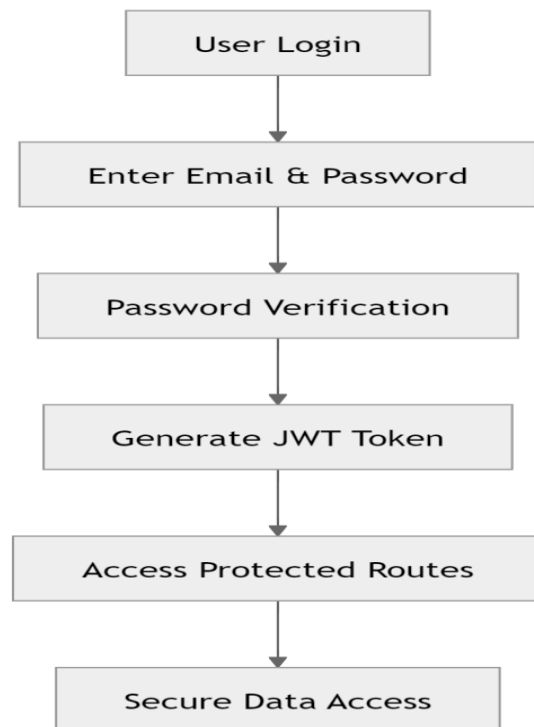 User Login
Enter Email & Password
Password Verification
Generate JWT Token
Access Protected Routes
Secure Data Access